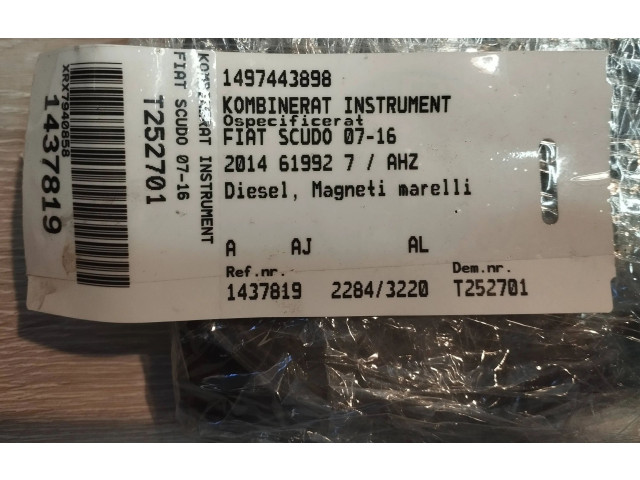 1497443898
KOMBINERAT INSTRUMENT
Ospecificerat
FIAT SCUDO 07-16
2014 61992 7 / AHZ
Diesel, Magneti marelli
A AJ AL
Ref.nr. Dem.nr.
1437819 2284/3220 T252701
KOMBINERAT INSTRUMENT
FIAT SCUDO 07-16
T252701
XRX7940858
1437819